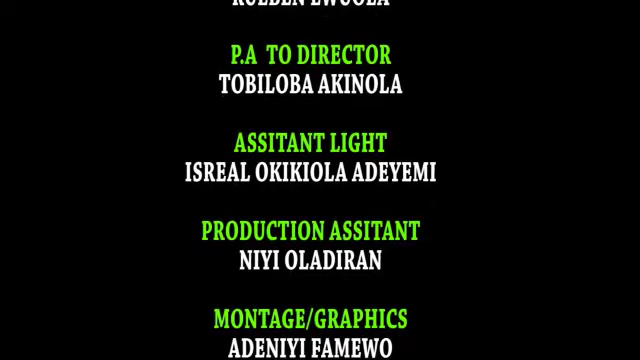 P.A TO DIRECTOR
TOBILOBA AKINOLA
ASSITANT LIGHT
ISREAL OKIKIOLA ADEYEMI
PRODUCTION ASSITANT
NIYI OLADIRAN
MONTAGE/GRAPHICS
ADENIYI FAMEWO